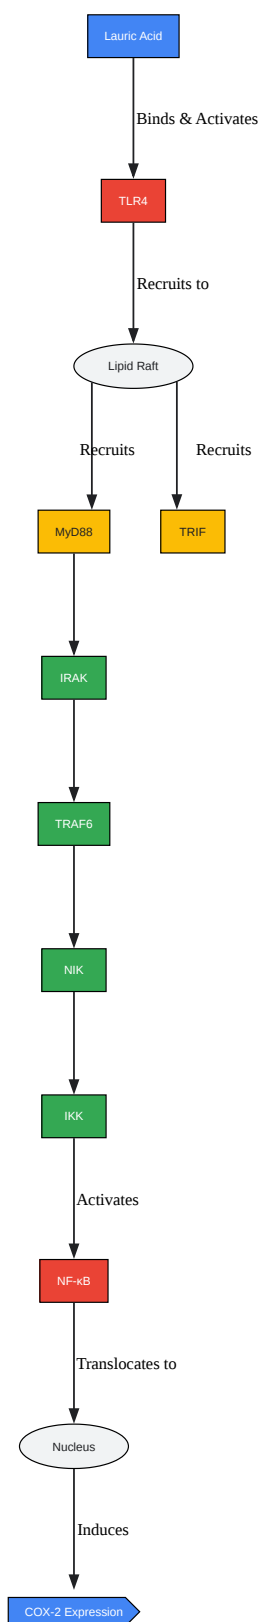 Lauric Acid
Binds & Activates
TLR4
Recruits to
Lipid Raft
Recruits
Recruits
MyD88
TRIF
IRAK
TRAF6
NIK
IKK
Activates
NF-κB
Translocates to
Nucleus
Induces
COX-2 Expression